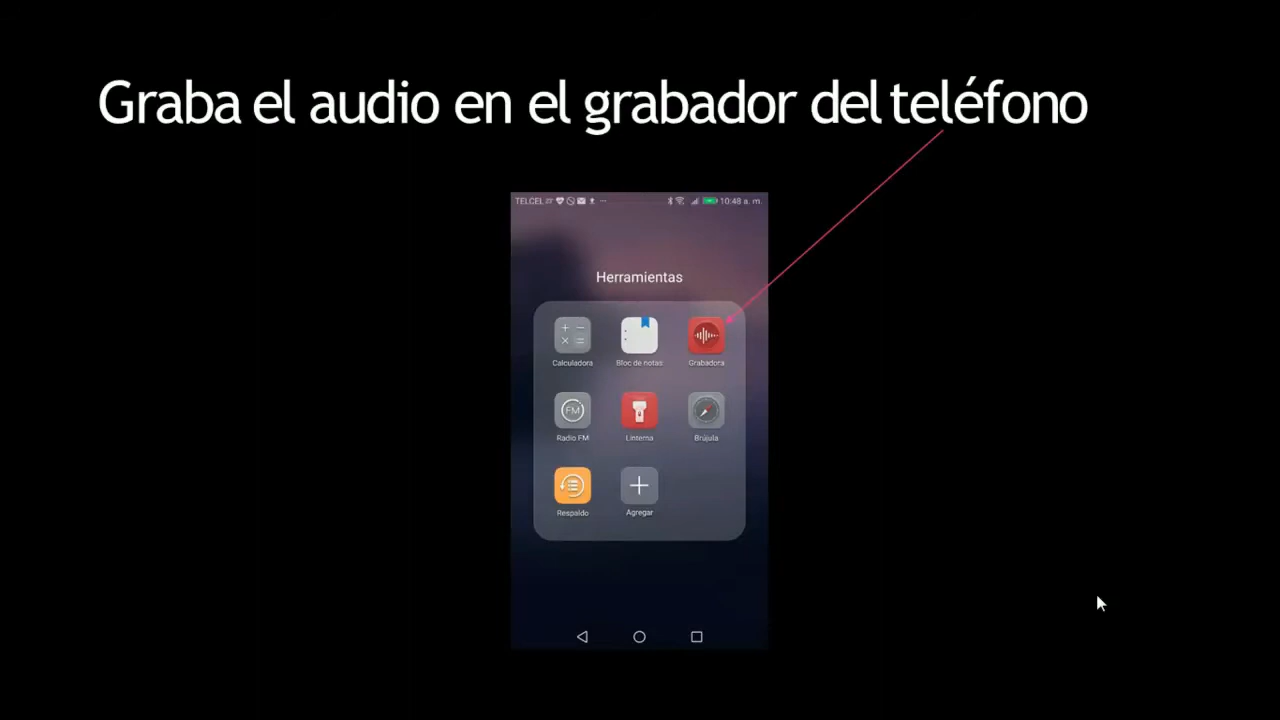 Graba el audio en el grabador del teléfono
TELCEL
10:48 a. m.
Herramientas
Calculadora
Bloc de notas
Grabadora
FM
Radio FM
Linterna
Brújula
Respaldo
Agregar